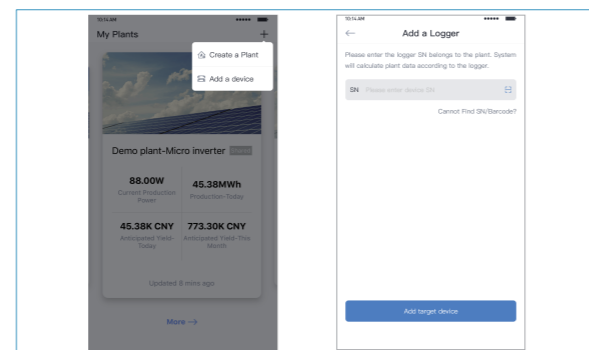 10:14 AM
My Plants
+
Create a Plant
Add a device
Demo plant-Micro inverter
88.00W
Current Production
Power
45.38MWh
Production-Today
45.38K CNY
Anticipated Yield-
Today
773.30K CNY
Anticipated Yield-This
Month
Updated 8 mins ago
More →
10:14 AM
← Add a Logger
Please enter the logger SN belongs to the plant. System
will calculate plant data according to the logger.
SN Please enter device SN
Cannot Find SN/Barcode?
Add target device